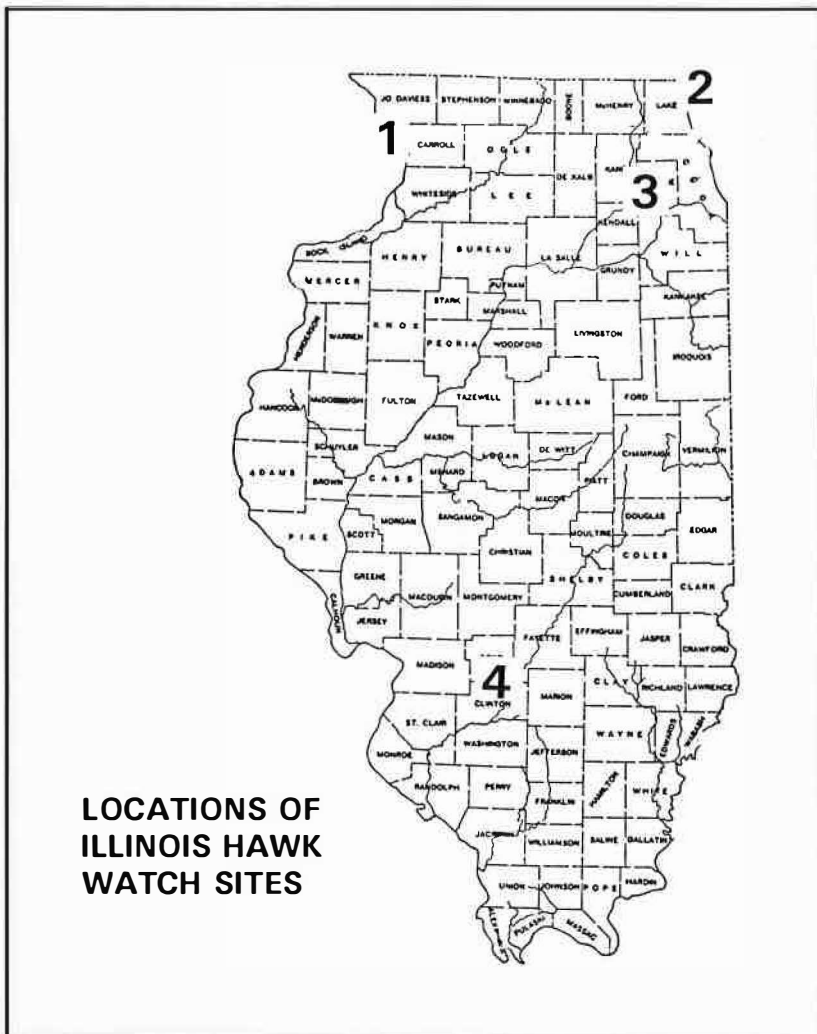 2
JO DAVIESS STEPHENSON WINNEBAGO BOONE McHENRY LAKE
1
CARROLL OGLE
DE KALB KAN
WHITESIDE LEE
3
KENDALL
ROCK ISLAND HENRY BUREAU LA SALLE GRUNDY WILL
MERCER PUTNAM KANKAKEE
STARK MARSHALL
HENDERSON WARREN KNOX PEORIA WOODFORD LIVINGSTON
IROQUOIS
HANCOCK FULTON TAZEWELL McLEAN FORD
SCHUYLER MASON LOGAN DE WITT CHAMPAIGN VERMILION
ADAMS BROWN CASS MENARD MACON PIATT
PIKE SCOTT MORGAN SANGAMON DOUGLAS EDGAR
CHRISTIAN MOULTRIE COLES
GREENE SHELBY
CALHOUN MACOUPIN MONTGOMERY CUMBERLAND CLARK
JERSEY
FAYETTE EFFINGHAM JASPER CRAWFORD
MADISON
4
CLINTON MARION CLAY RICHLAND LAWRENCE
ST. CLAIR
WASHINGTON JEFFERSON WAYNE EDWARDS WABASH
MONROE
RANDOLPH PERRY FRANKLIN HAMILTON WHITE
WILLIAMSON SALINE GALLATIN
UNION JOHNSON POPE HARDIN
PULASKI MASSAC
LOCATIONS OF
ILLINOIS HAWK
WATCH SITES